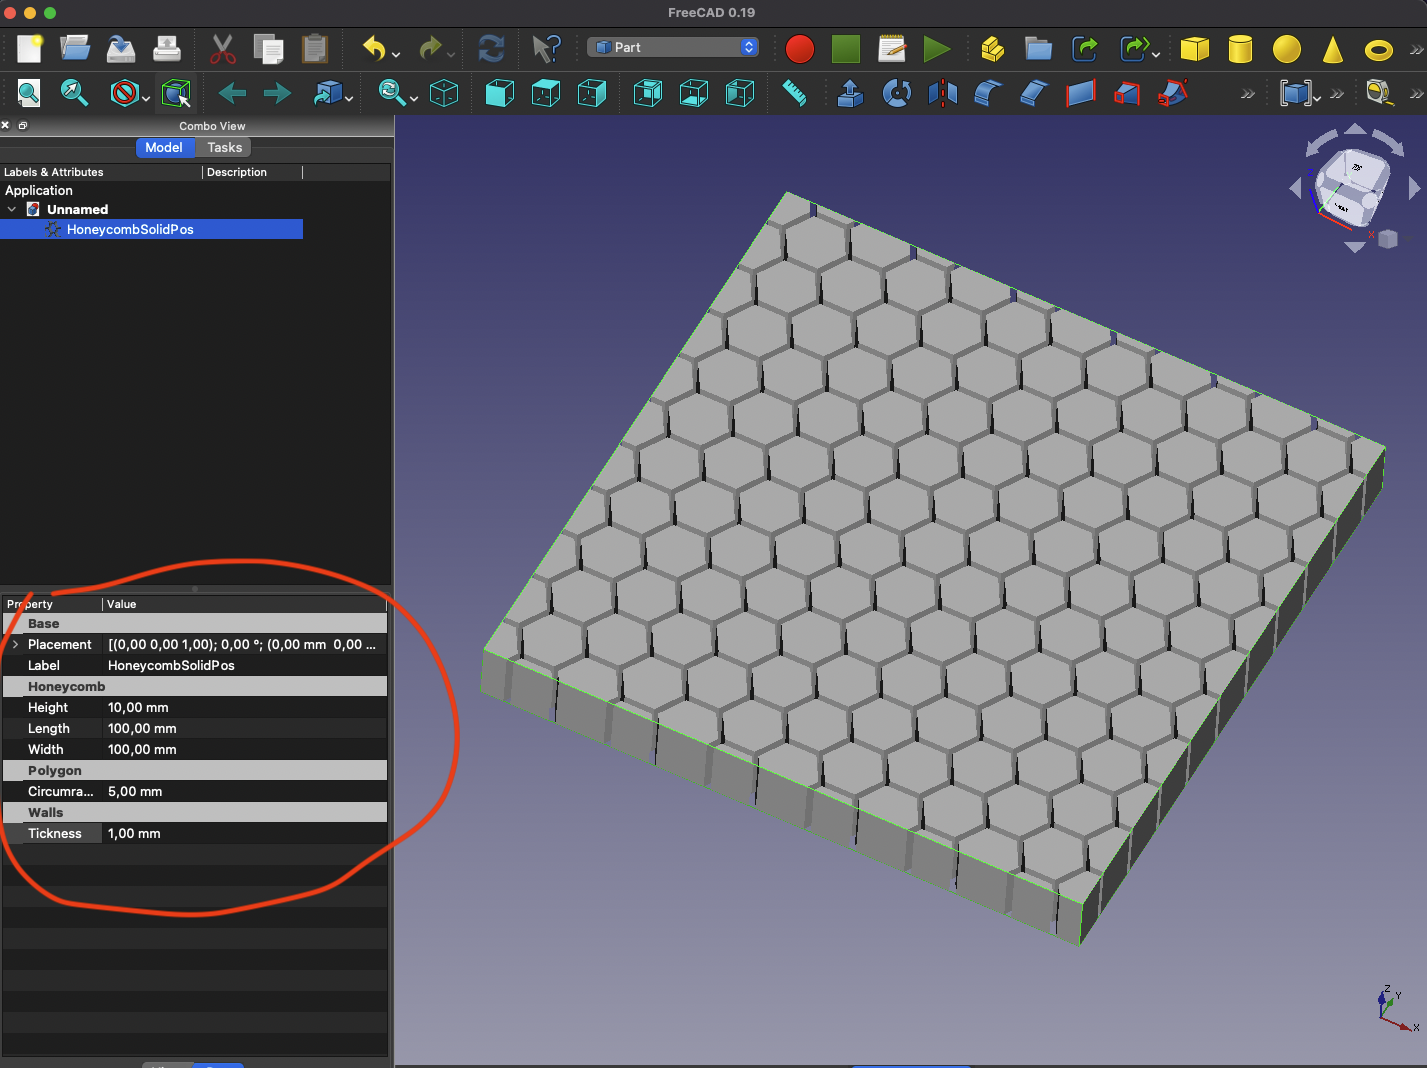 FreeCAD 0.19
Part
Combo View
Model Tasks
Labels & Attributes Description
Application
Unnamed
HoneycombSolidPos
Property Value
Base
Placement [(0,00 0,00 1,00); 0,00 °; (0,00 mm 0,00 ...
Label HoneycombSolidPos
Honeycomb
Height 10,00 mm
Length 100,00 mm
Width 100,00 mm
Polygon
Circumra... 5,00 mm
Walls
Tickness 1,00 mm
Z
Y
X